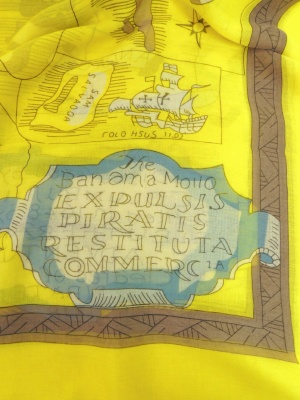 SAN
SALVADOR
The
Bahama Motto
EXPULSIS
PIRATIS
RESTITUTA
COMMERCIA